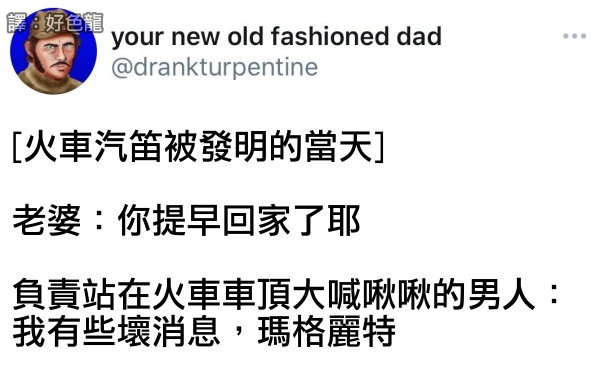 譯：好色龍
your new old fashioned dad
@drankturpentine
[火車汽笛被發明的當天]
老婆：你提早回家了耶
負責站在火車車頂大喊啾啾的男人：
我有些壞消息，瑪格麗特